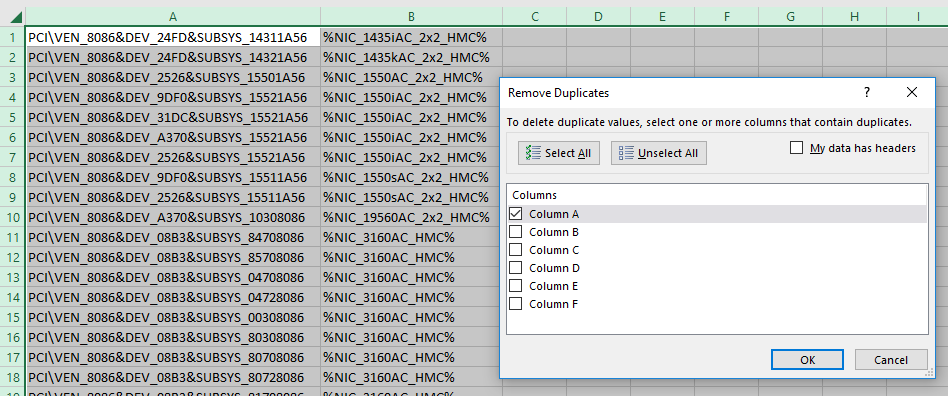 A B C D E F G H I
1 PCI\VEN_8086&DEV_24FD&SUBSYS_14311A56 %NIC_1435iAC_2x2_HMC%
2 PCI\VEN_8086&DEV_24FD&SUBSYS_14321A56 %NIC_1435kAC_2x2_HMC%
3 PCI\VEN_8086&DEV_2526&SUBSYS_15501A56 %NIC_1550AC_2x2_HMC%
4 PCI\VEN_8086&DEV_9DF0&SUBSYS_15521A56 %NIC_1550iAC_2x2_HMC%
5 PCI\VEN_8086&DEV_31DC&SUBSYS_15521A56 %NIC_1550iAC_2x2_HMC%
6 PCI\VEN_8086&DEV_A370&SUBSYS_15521A56 %NIC_1550iAC_2x2_HMC%
7 PCI\VEN_8086&DEV_2526&SUBSYS_15521A56 %NIC_1550iAC_2x2_HMC%
8 PCI\VEN_8086&DEV_9DF0&SUBSYS_15511A56 %NIC_1550sAC_2x2_HMC%
9 PCI\VEN_8086&DEV_2526&SUBSYS_15511A56 %NIC_1550sAC_2x2_HMC%
10 PCI\VEN_8086&DEV_A370&SUBSYS_10308086 %NIC_19560AC_2x2_HMC%
11 PCI\VEN_8086&DEV_08B3&SUBSYS_84708086 %NIC_3160AC_HMC%
12 PCI\VEN_8086&DEV_08B3&SUBSYS_85708086 %NIC_3160AC_HMC%
13 PCI\VEN_8086&DEV_08B3&SUBSYS_04708086 %NIC_3160AC_HMC%
14 PCI\VEN_8086&DEV_08B3&SUBSYS_04728086 %NIC_3160AC_HMC%
15 PCI\VEN_8086&DEV_08B3&SUBSYS_00308086 %NIC_3160AC_HMC%
16 PCI\VEN_8086&DEV_08B3&SUBSYS_80308086 %NIC_3160AC_HMC%
17 PCI\VEN_8086&DEV_08B3&SUBSYS_80708086 %NIC_3160AC_HMC%
18 PCI\VEN_8086&DEV_08B3&SUBSYS_80728086 %NIC_3160AC_HMC%
Remove Duplicates ?
To delete duplicate values, select one or more columns that contain duplicates.
Select All Unselect All My data has headers
Columns
Column A
Column B
Column C
Column D
Column E
Column F
OK Cancel